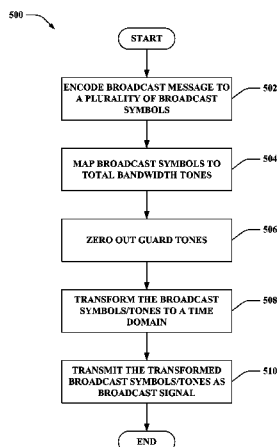 500
START
ENCODE BROADCAST MESSAGE TO
A PLURALITY OF BROADCAST
SYMBOLS
502
MAP BROADCAST SYMBOLS TO
TOTAL BANDWIDTH TONES
504
ZERO OUT GUARD TONES
506
TRANSFORM THE BROADCAST
SYMBOLS/TONES TO A TIME
DOMAIN
508
TRANSMIT THE TRANSFORMED
BROADCAST SYMBOLS/TONES AS
BROADCAST SIGNAL
510
END